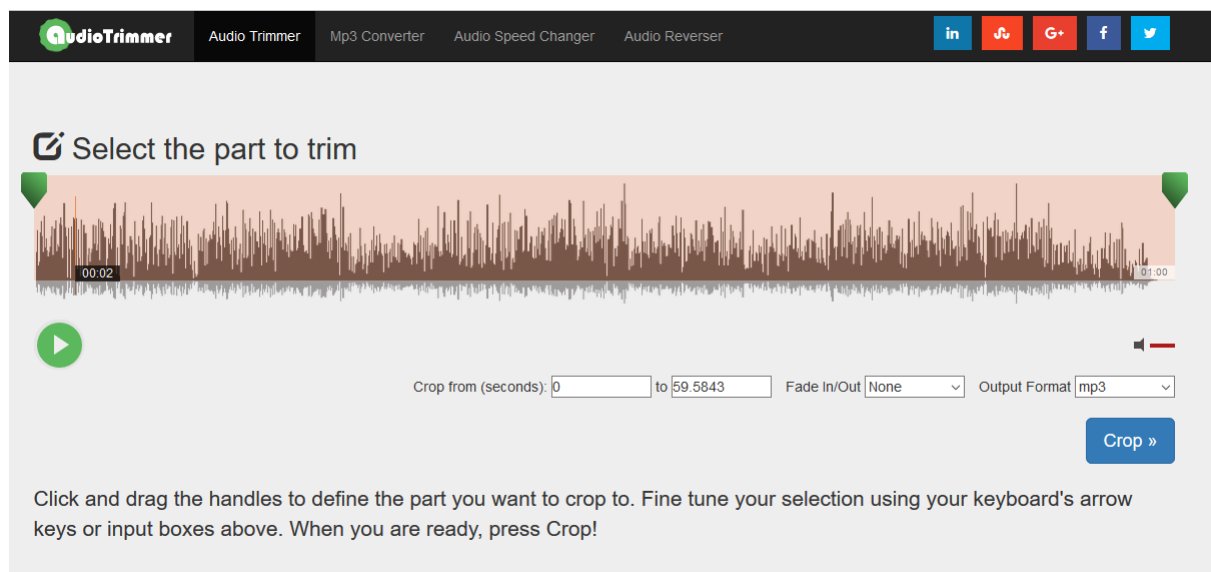 AudioTrimmer Audio Trimmer Mp3 Converter Audio Speed Changer Audio Reverser in G+ f
Select the part to trim
00:02 01:00
Crop from (seconds): 0 to 59.5843 Fade In/Out None Output Format mp3
Crop »
Click and drag the handles to define the part you want to crop to. Fine tune your selection using your keyboard's arrow
keys or input boxes above. When you are ready, press Crop!